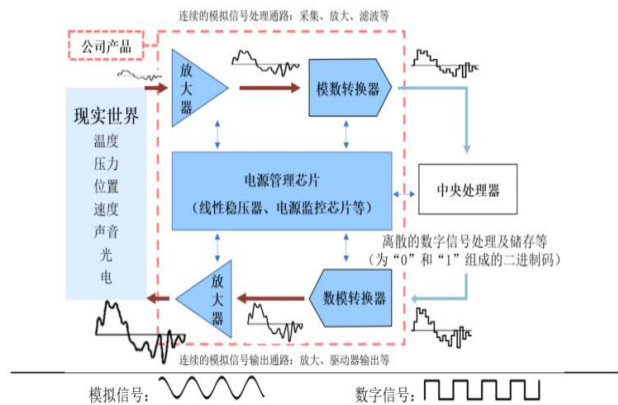 连续的模拟信号处理通路：采集、放大、滤波等
公司产品
放大器
模数转换器
现实世界
温度
压力
位置
速度
声音
光
电
电源管理芯片
（线性稳压器、电源监控芯片等）
中央处理器
离散的数字信号处理及储存等
（为“0”和“1”组成的二进制码）
放大器
数模转换器
连续的模拟信号输出通路：放大、驱动器输出等
模拟信号：
数字信号：